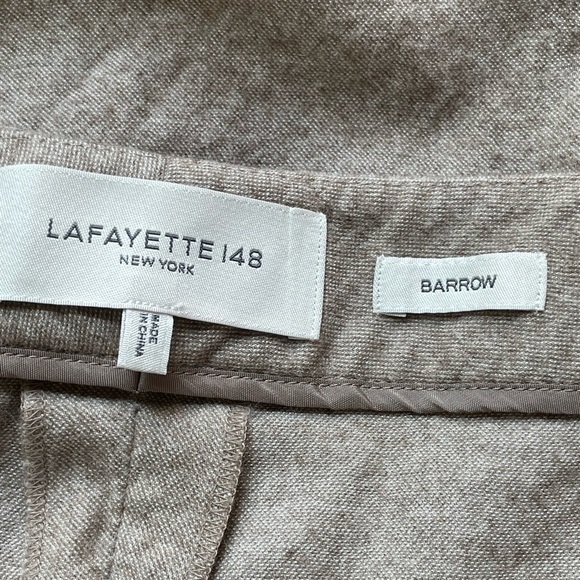 LAFAYETTE 148
NEW YORK
BARROW
MADE
IN CHINA